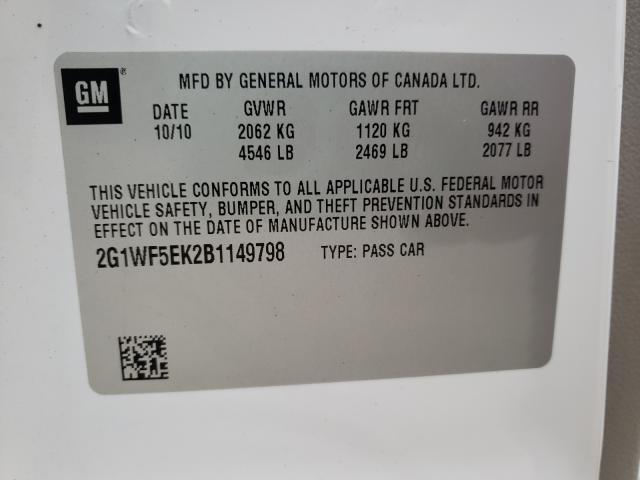 GM®
MFD BY GENERAL MOTORS OF CANADA LTD.
DATE GVWR GAWR FRT GAWR RR
10/10 2062 KG 1120 KG 942 KG
4546 LB 2469 LB 2077 LB
THIS VEHICLE CONFORMS TO ALL APPLICABLE U.S. FEDERAL MOTOR
VEHICLE SAFETY, BUMPER, AND THEFT PREVENTION STANDARDS IN
EFFECT ON THE DATE OF MANUFACTURE SHOWN ABOVE.
2G1WF5EK2B1149798 TYPE: PASS CAR